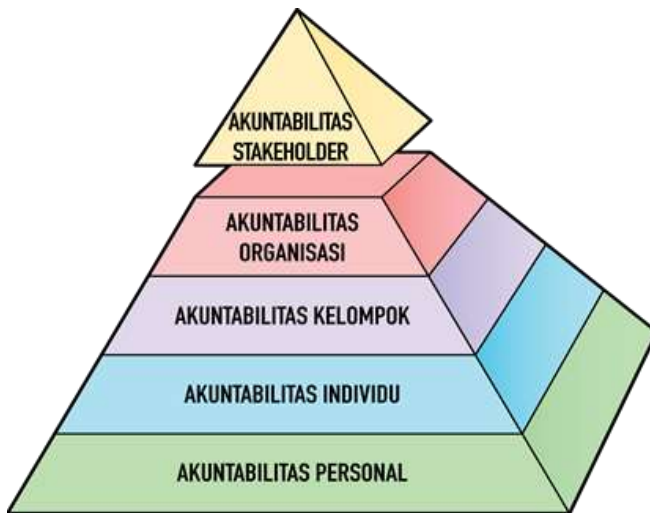 AKUNTABILITAS
STAKEHOLDER
AKUNTABILITAS
ORGANISASI
AKUNTABILITAS KELOMPOK
AKUNTABILITAS INDIVIDU
AKUNTABILITAS PERSONAL